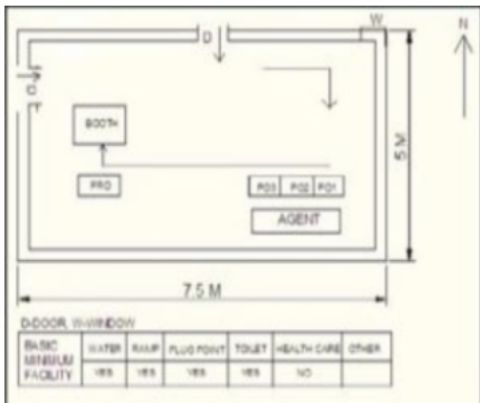 D
W
N
D
BOOTH
PRO
PO3 PO2 PO1
AGENT
5 M
7.5 M
D-DOOR, W-WINDOW
BASIC MINIMUM FACILITY WATER RAMP PLUG POINT TOILET HEALTH CARE OTHER
YES YES YES YES NO